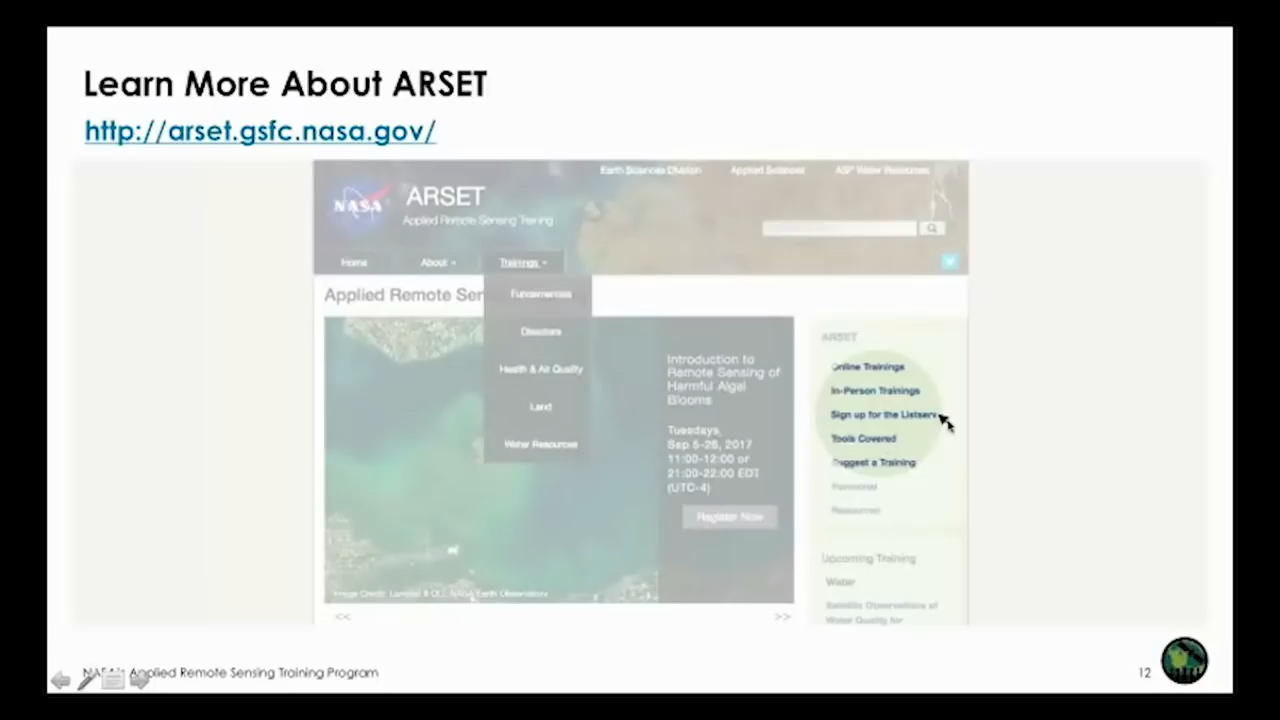 Learn More About ARSET
http://arset.gsfc.nasa.gov/
Earth Sciences Division Applied Sciences ASP Water Resources
NASA
ARSET
Applied Remote Sensing Training
Home About Trainings
Fundamentals
Disasters
Health & Air Quality
Land
Water Resources
Applied Remote Sen
Introduction to
Remote Sensing of
Harmful Algal
Blooms
Tuesdays,
Sep 5-26, 2017
11:00-12:00 or
21:00-22:00 EDT
(UTC-4)
Register Now
Image Credit: Landsat 8 OLI, NASA Earth Observatory
<< >>
ARSET
Online Trainings
In-Person Trainings
Sign up for the Listserv
Tools Covered
Suggest a Training
Personnel
Resources
Upcoming Training
Water
Satellite Observations of
Water Quality for
NASA's Applied Remote Sensing Training Program
12